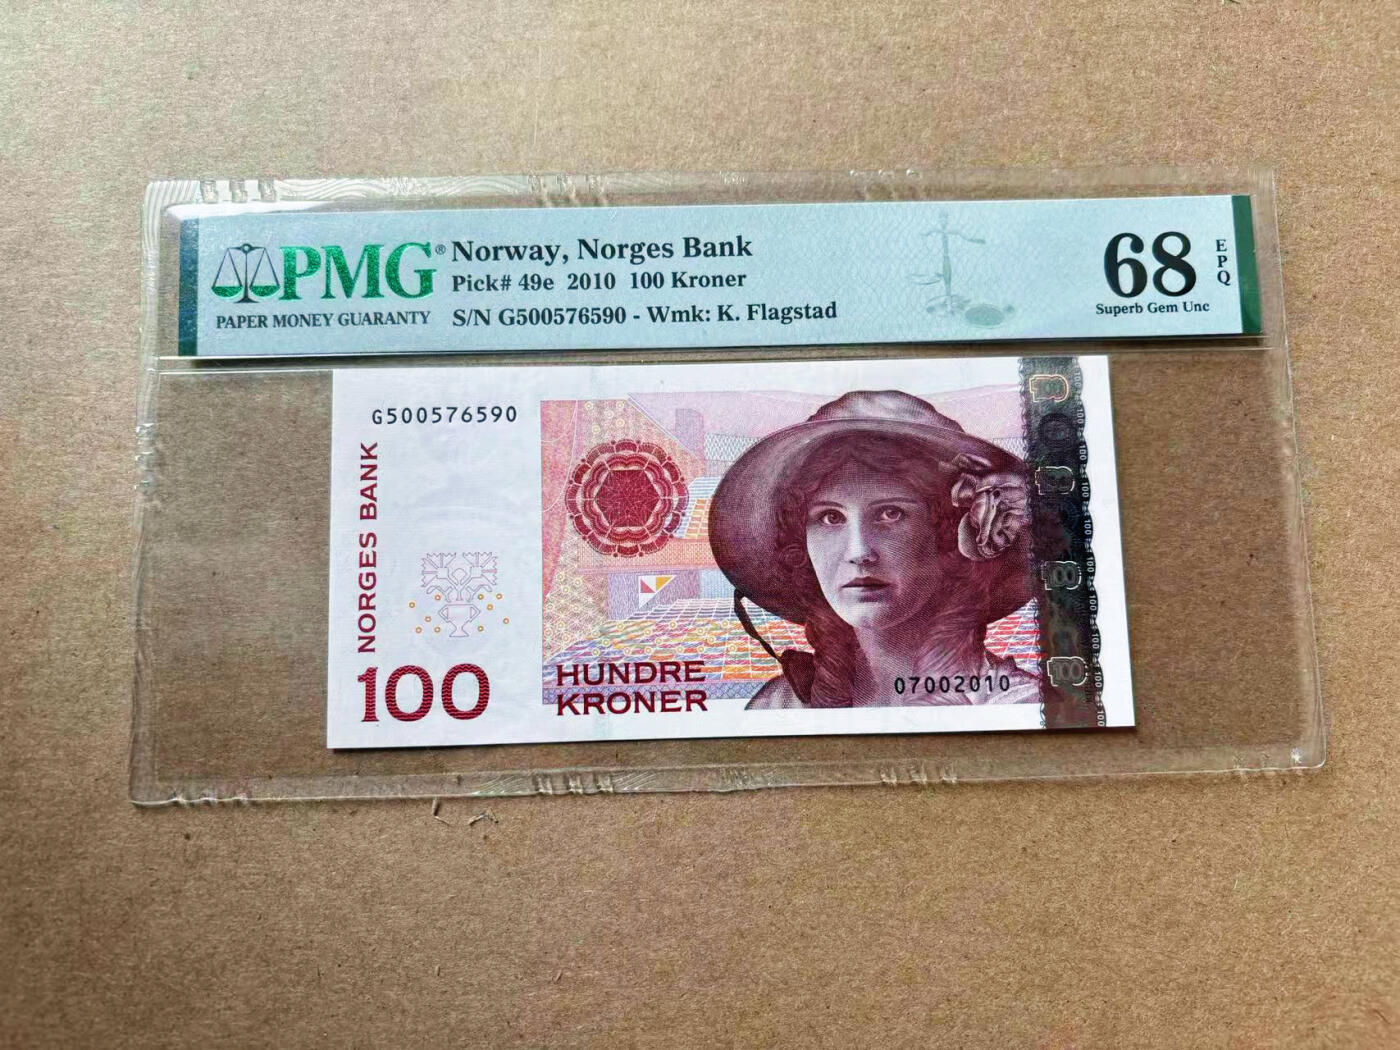 PMG®
PAPER MONEY GUARANTY
Norway, Norges Bank
Pick# 49e 2010 100 Kroner
S/N G500576590 - Wmk: K. Flagstad
68
EPQ
Superb Gem Unc
G500576590
NORGES BANK
100
HUNDRE
KRONER
07002010